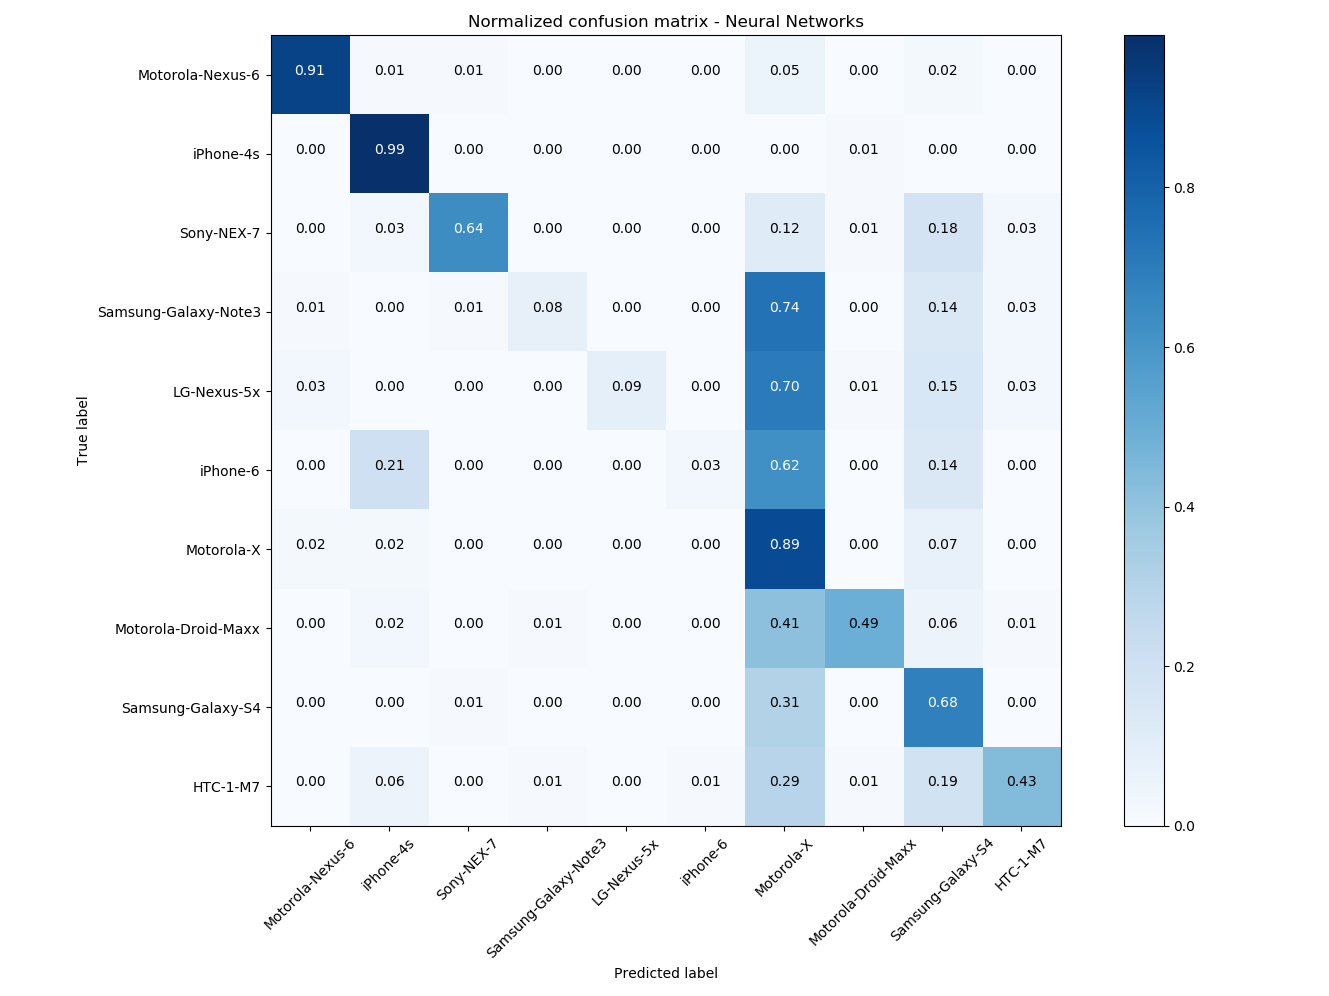 Normalized confusion matrix - Neural Networks
Motorola-Nexus-6 0.91 0.01 0.01 0.00 0.00 0.00 0.05 0.00 0.02 0.00
iPhone-4s 0.00 0.99 0.00 0.00 0.00 0.00 0.00 0.01 0.00 0.00
Sony-NEX-7 0.00 0.03 0.64 0.00 0.00 0.00 0.12 0.01 0.18 0.03
Samsung-Galaxy-Note3 0.01 0.00 0.01 0.08 0.00 0.00 0.74 0.00 0.14 0.03
LG-Nexus-5x 0.03 0.00 0.00 0.00 0.09 0.00 0.70 0.01 0.15 0.03
iPhone-6 0.00 0.21 0.00 0.00 0.00 0.03 0.62 0.00 0.14 0.00
Motorola-X 0.02 0.02 0.00 0.00 0.00 0.00 0.89 0.00 0.07 0.00
Motorola-Droid-Maxx 0.00 0.02 0.00 0.01 0.00 0.00 0.41 0.49 0.06 0.01
Samsung-Galaxy-S4 0.00 0.00 0.01 0.00 0.00 0.00 0.31 0.00 0.68 0.00
HTC-1-M7 0.00 0.06 0.00 0.01 0.00 0.01 0.29 0.01 0.19 0.43
True label
Motorola-Nexus-6
iPhone-4s
Sony-NEX-7
Samsung-Galaxy-Note3
LG-Nexus-5x
iPhone-6
Motorola-X
Motorola-Droid-Maxx
Samsung-Galaxy-S4
HTC-1-M7
Predicted label
0.8
0.6
0.4
0.2
0.0